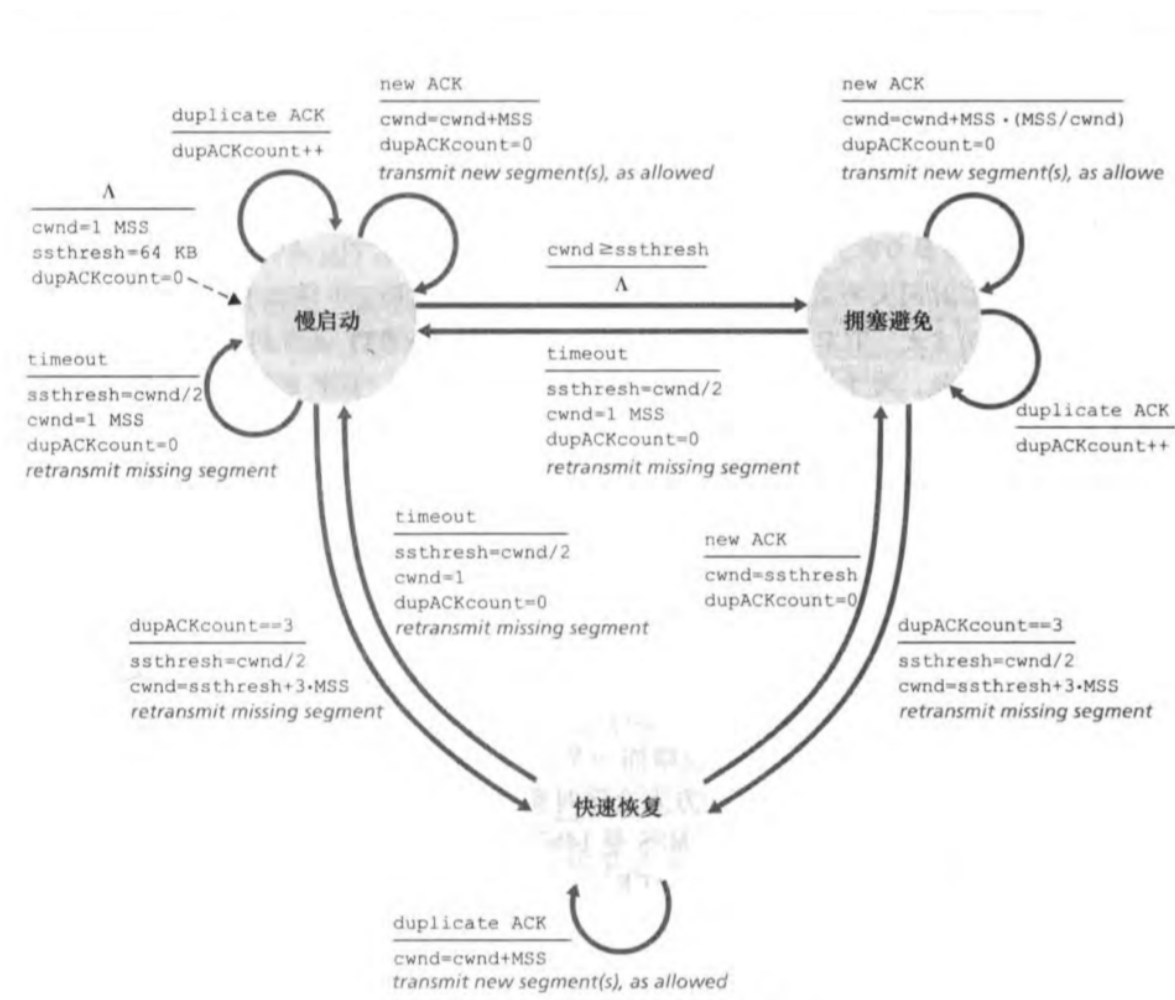 duplicate ACK
dupACKcount++
new ACK
cwnd=cwnd+MSS
dupACKcount=0
transmit new segment(s), as allowed
new ACK
cwnd=cwnd+MSS·(MSS/cwnd)
dupACKcount=0
transmit new segment(s), as allowe
Λ
cwnd=1 MSS
ssthresh=64 KB
dupACKcount=0
慢启动
cwnd≥ssthresh
Λ
拥塞避免
timeout
ssthresh=cwnd/2
cwnd=1 MSS
dupACKcount=0
retransmit missing segment
timeout
ssthresh=cwnd/2
cwnd=1 MSS
dupACKcount=0
retransmit missing segment
duplicate ACK
dupACKcount++
timeout
ssthresh=cwnd/2
cwnd=1
dupACKcount=0
retransmit missing segment
new ACK
cwnd=ssthresh
dupACKcount=0
dupACKcount==3
ssthresh=cwnd/2
cwnd=ssthresh+3·MSS
retransmit missing segment
dupACKcount==3
ssthresh=cwnd/2
cwnd=ssthresh+3·MSS
retransmit missing segment
快速恢复
duplicate ACK
cwnd=cwnd+MSS
transmit new segment(s), as allowed